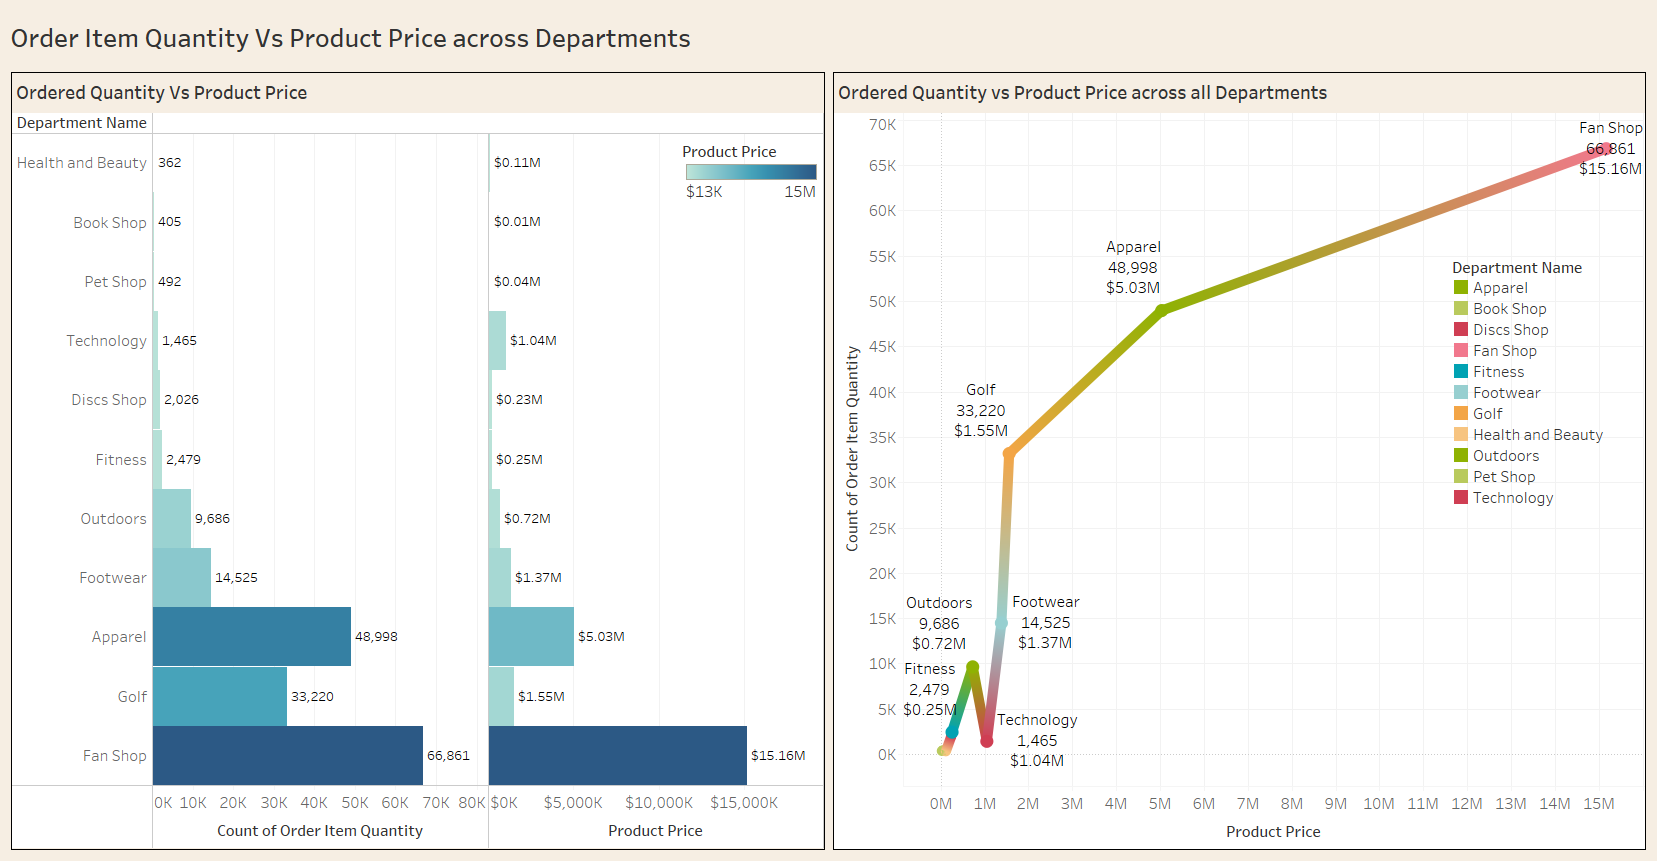 Order Item Quantity Vs Product Price across Departments
Ordered Quantity Vs Product Price
Department Name
Product Price
$13K 15M
Health and Beauty 362 $0.11M
Book Shop 405 $0.01M
Pet Shop 492 $0.04M
Technology 1,465 $1.04M
Discs Shop 2,026 $0.23M
Fitness 2,479 $0.25M
Outdoors 9,686 $0.72M
Footwear 14,525 $1.37M
Apparel 48,998 $5.03M
Golf 33,220 $1.55M
Fan Shop 66,861 $15.16M
0K 10K 20K 30K 40K 50K 60K 70K 80K $0K $5,000K $10,000K $15,000K
Count of Order Item Quantity Product Price
Ordered Quantity vs Product Price across all Departments
Count of Order Item Quantity
70K
65K
60K
55K
50K
45K
40K
35K
30K
25K
20K
15K
10K
5K
0K
Fan Shop
66,861
$15.16M
Apparel
48,998
$5.03M
Golf
33,220
$1.55M
Outdoors
9,686
$0.72M
Footwear
14,525
$1.37M
Fitness
2,479
$0.25M
Technology
1,465
$1.04M
Department Name
Apparel
Book Shop
Discs Shop
Fan Shop
Fitness
Footwear
Golf
Health and Beauty
Outdoors
Pet Shop
Technology
0M 1M 2M 3M 4M 5M 6M 7M 8M 9M 10M 11M 12M 13M 14M 15M
Product Price